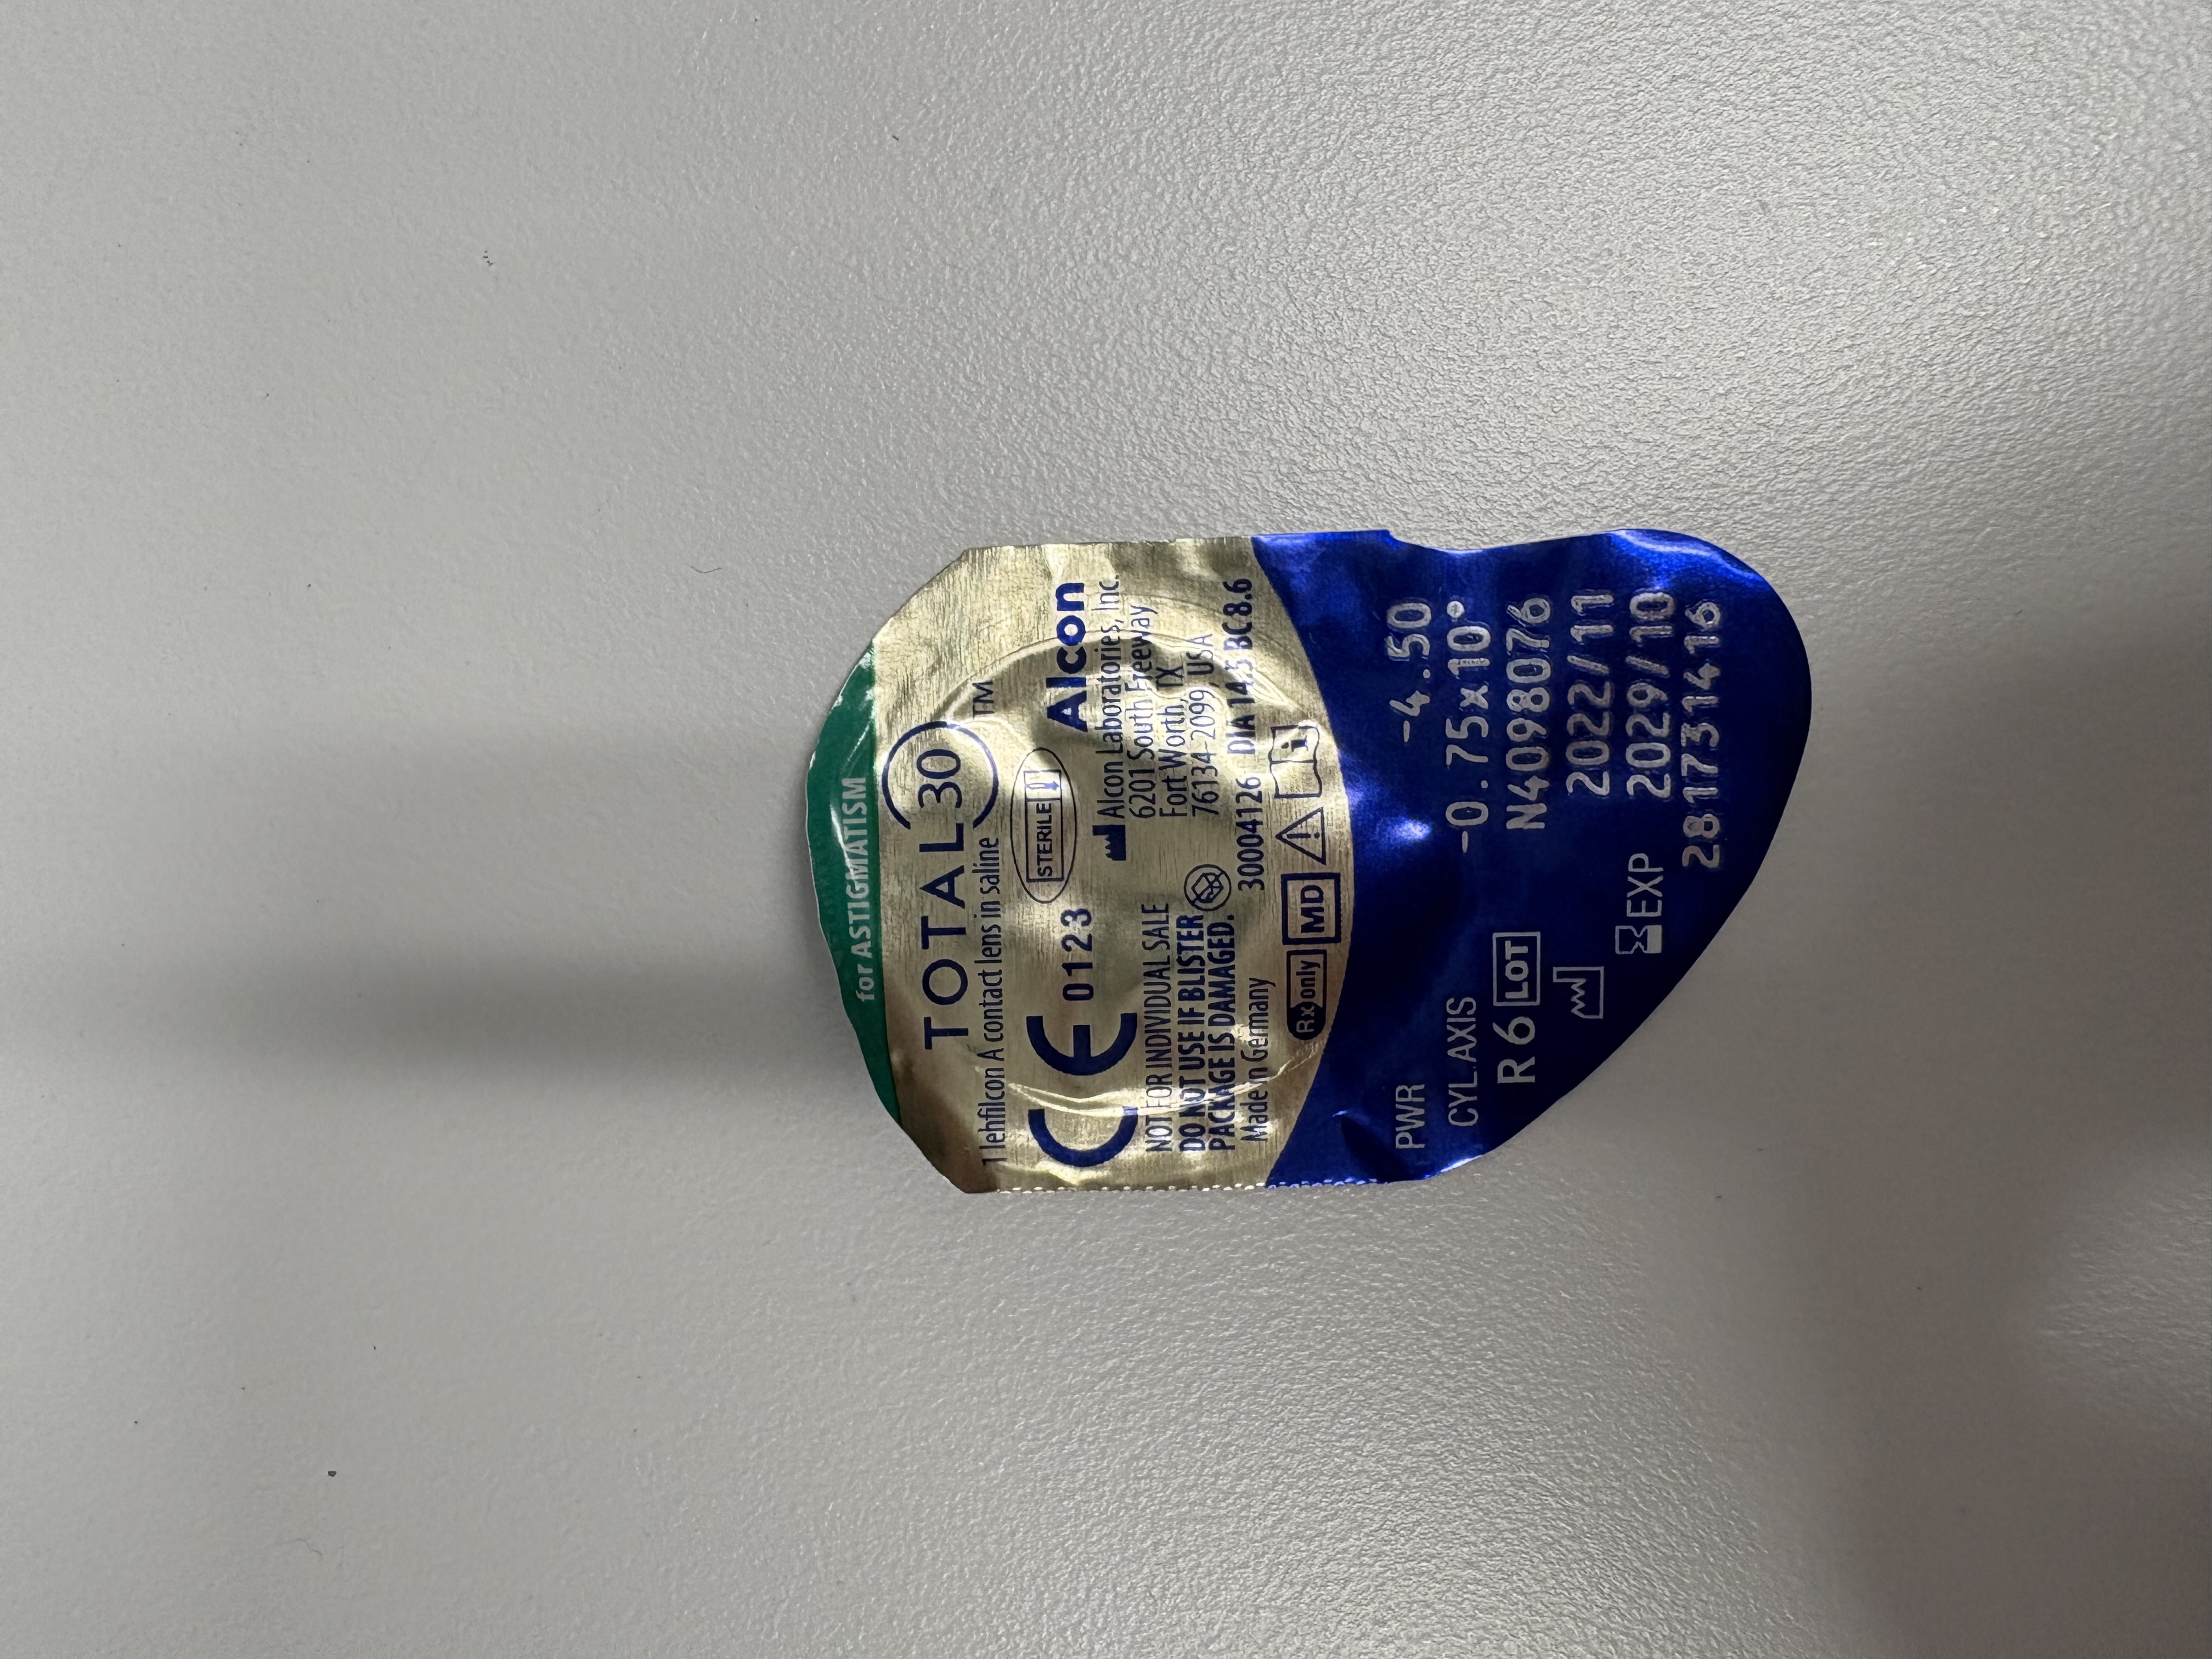 for ASTIGMATISM
TOTAL30™
1 lehfilcon A contact lens in saline
CE 0123
STERILE
Alcon
Alcon Laboratories, Inc.
6201 South Freeway
Fort Worth, TX
76134-2099, USA
NOT FOR INDIVIDUAL SALE
DO NOT USE IF BLISTER
PACKAGE IS DAMAGED.
Made in Germany
30004126 DIA 14.5 BC 8.6
Rx only MD
PWR -4.50
CYL.AXIS -0.75x10°
R6 LOT N4098076
2022/11
EXP 2029/10
281731416